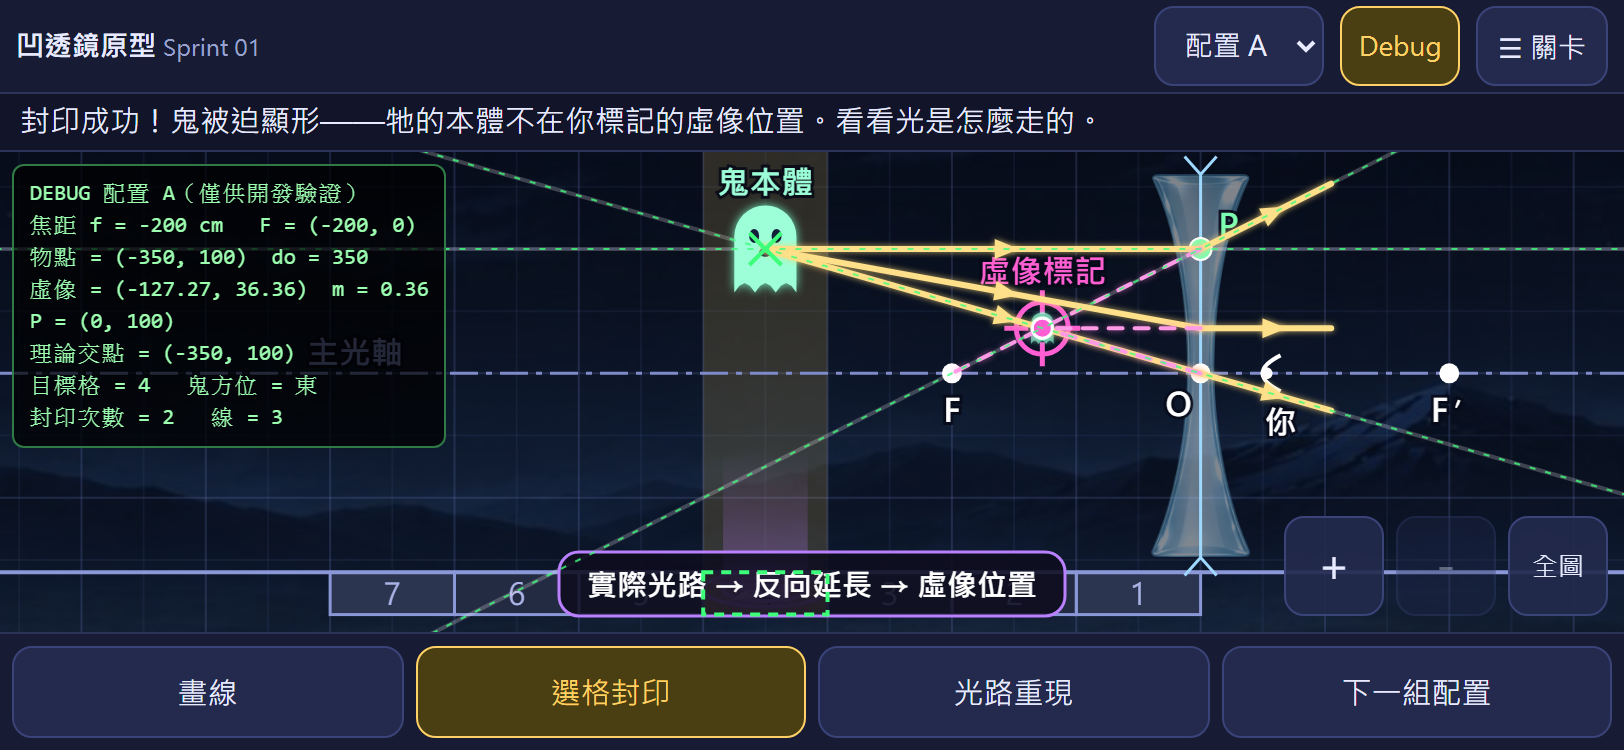 凹透鏡原型 Sprint 01
配置 A
Debug
☰ 關卡
封印成功！鬼被迫顯形——牠的本體不在你標記的虛像位置。看看光是怎麼走的。
DEBUG 配置 A（僅供開發驗證）
焦距 f = -200 cm F = (-200, 0)
物點 = (-350, 100) do = 350
虛像 = (-127.27, 36.36) m = 0.36
P = (0, 100)
理論交點 = (-350, 100)
主光軸
目標格 = 4 鬼方位 = 東
封印次數 = 2 線 = 3
鬼本體
P
虛像標記
F
O
你
F′
實際光路 → 反向延長 → 虛像位置
7
6
3
2
1
+
-
全圖
畫線
選格封印
光路重現
下一組配置